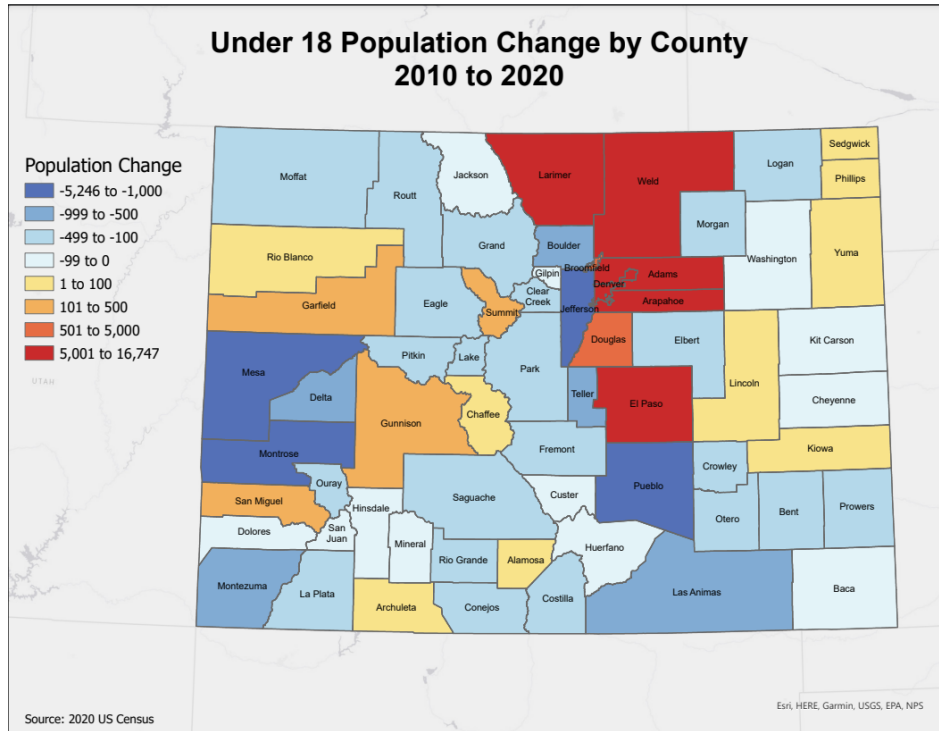 Under 18 Population Change by County
2010 to 2020
Population Change
-5,246 to -1,000
-999 to -500
-499 to -100
-99 to 0
1 to 100
101 to 500
501 to 5,000
5,001 to 16,747
Moffat
Routt
Jackson
Larimer
Weld
Logan
Sedgwick
Phillips
Morgan
Washington
Yuma
Rio Blanco
Grand
Boulder
Broomfield
Gilpin
Adams
Denver
Arapahoe
Clear
Creek
Jefferson
Garfield
Eagle
Summit
Douglas
Elbert
Kit Carson
Mesa
Pitkin
Lake
Park
UTAH
Delta
Teller
El Paso
Lincoln
Cheyenne
Gunnison
Chaffee
Montrose
Fremont
Kiowa
Crowley
Ouray
Saguache
Pueblo
San Miguel
Hinsdale
Custer
Otero
Bent
Prowers
Dolores
San
Juan
Mineral
Huerfano
Rio Grande
Alamosa
Montezuma
La Plata
Archuleta
Conejos
Costilla
Las Animas
Baca
Esri, HERE, Garmin, USGS, EPA, NPS
Source: 2020 US Census